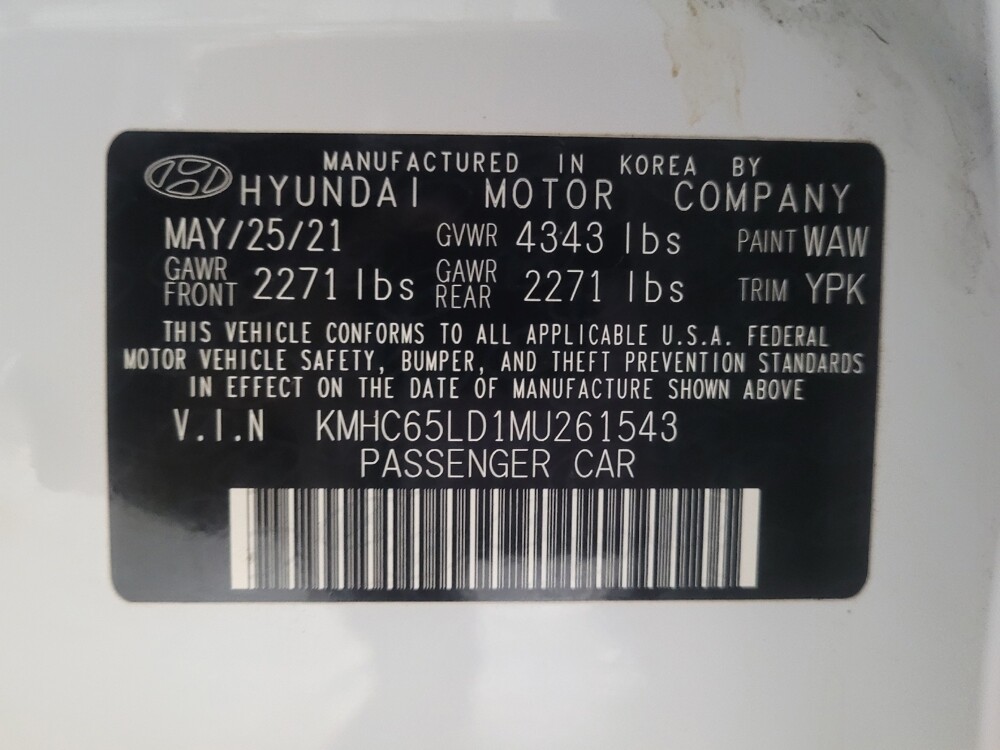 MANUFACTURED IN KOREA BY
HYUNDAI MOTOR COMPANY
MAY/25/21 GVWR 4343 lbs PAINT WAW
GAWR FRONT 2271 lbs GAWR REAR 2271 lbs TRIM YPK
THIS VEHICLE CONFORMS TO ALL APPLICABLE U.S.A. FEDERAL
MOTOR VEHICLE SAFETY, BUMPER, AND THEFT PREVENTION STANDARDS
IN EFFECT ON THE DATE OF MANUFACTURE SHOWN ABOVE
V.I.N KMHC65LD1MU261543
PASSENGER CAR